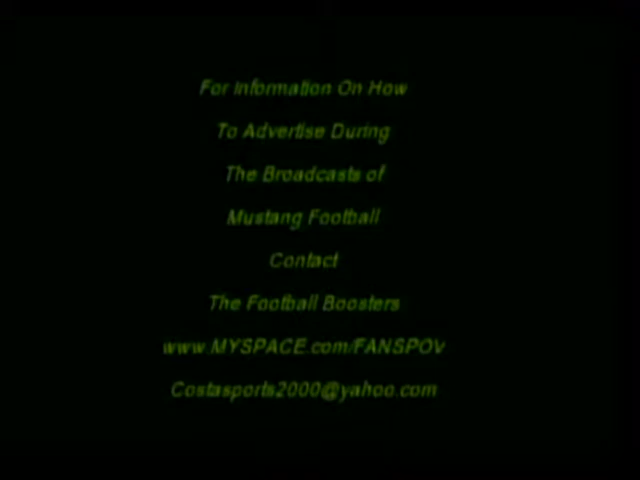 For Information On How
To Advertise During
The Broadcasts of
Mustang Football
Contact
The Football Boosters
www.MYSPACE.com/FANSPOV
Costasports2000@yahoo.com